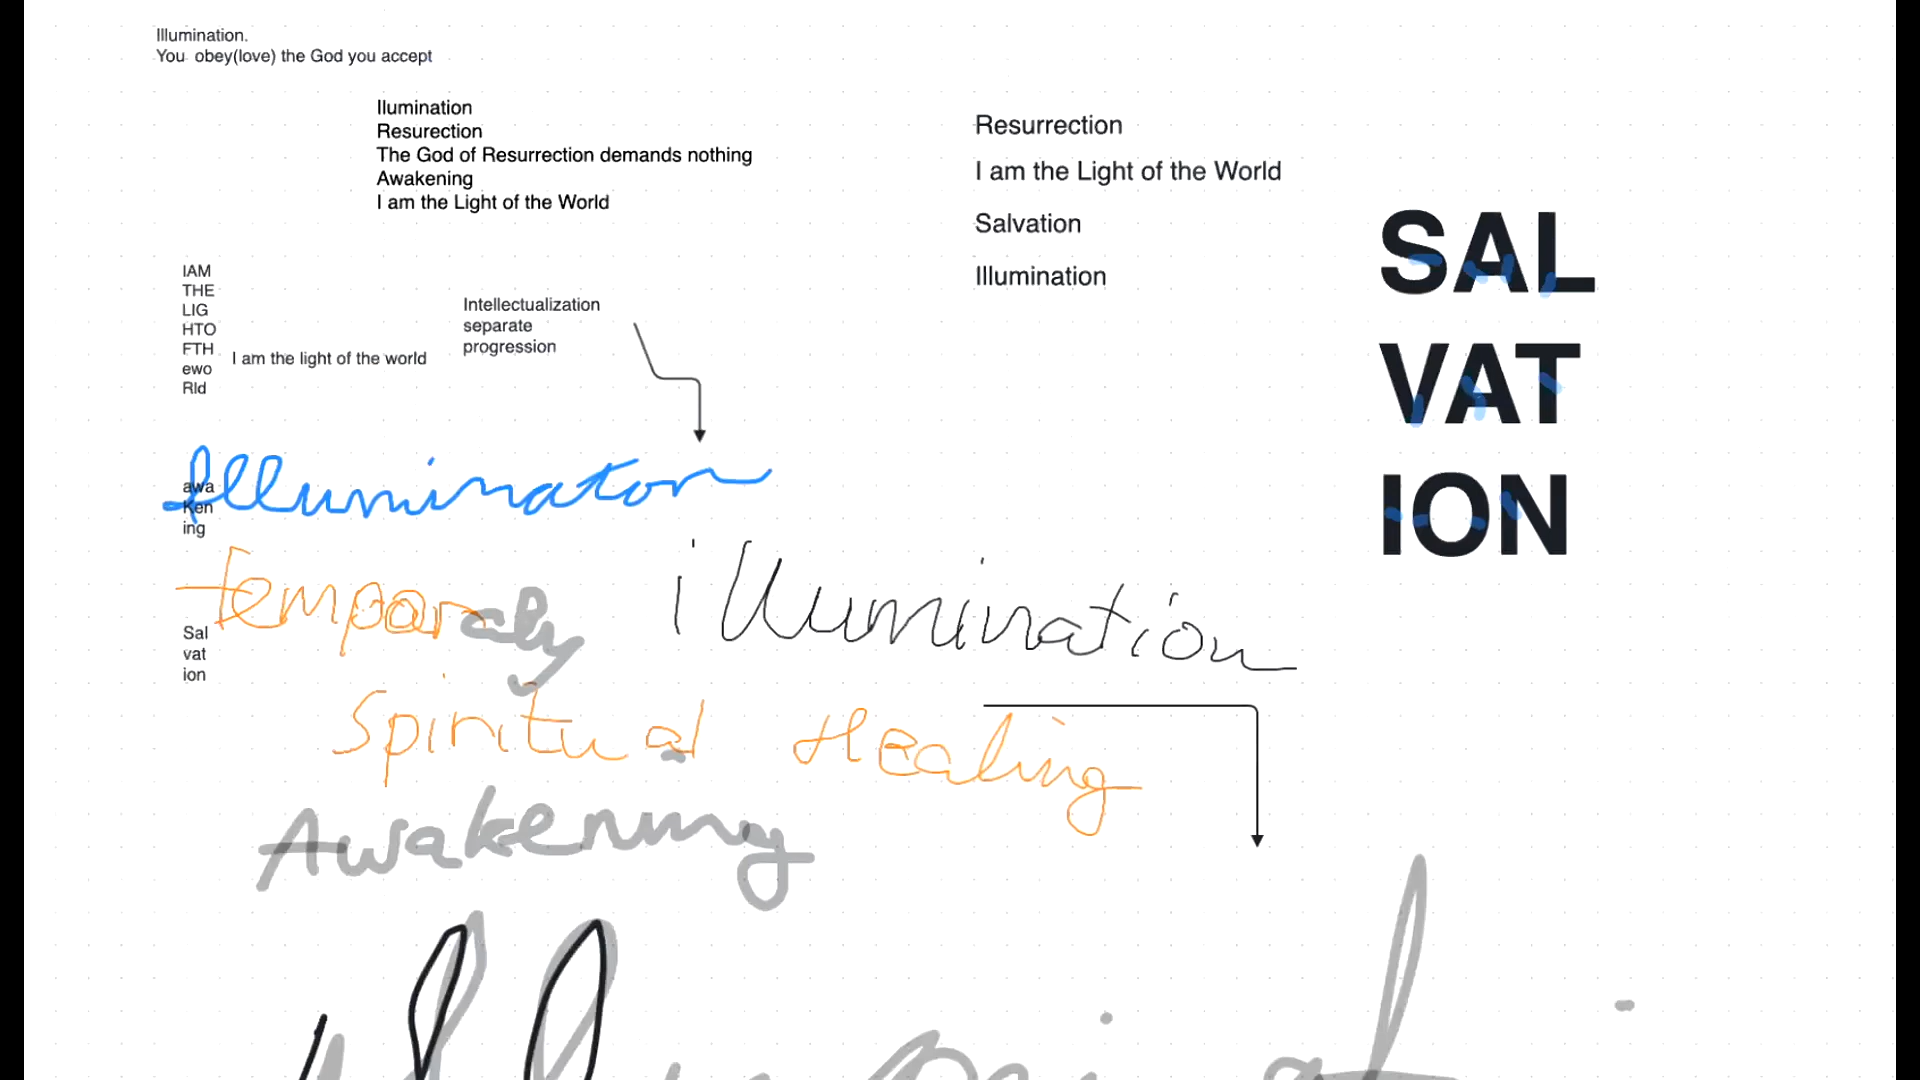 Illumination.
You obey(love) the God you accept
Ilumination
Resurection
The God of Resurrection demands nothing
Awakening
I am the Light of the World
Resurrection
I am the Light of the World
Salvation
Illumination
SAL
VAT
ION
IAM
THE
LIG
HTO
FTH
ewo
Rld
I am the light of the world
Intellectualization
separate
progression
Illuminaton
awa
Ken
ing
temporaly
illumination
Sal
vat
ion
Spiritual Healing
Awakening